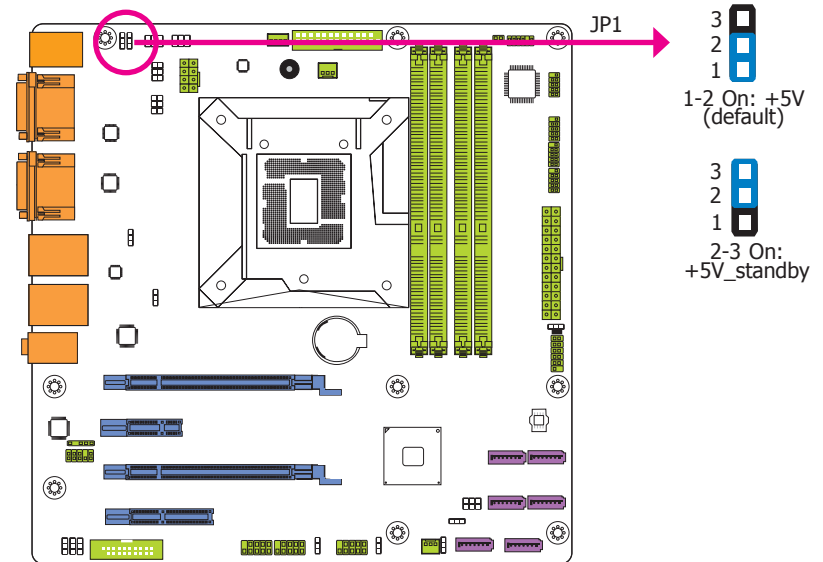 JP1
3
2
1
1-2 On: +5V
(default)
3
2
1
2-3 On:
+5V_standby